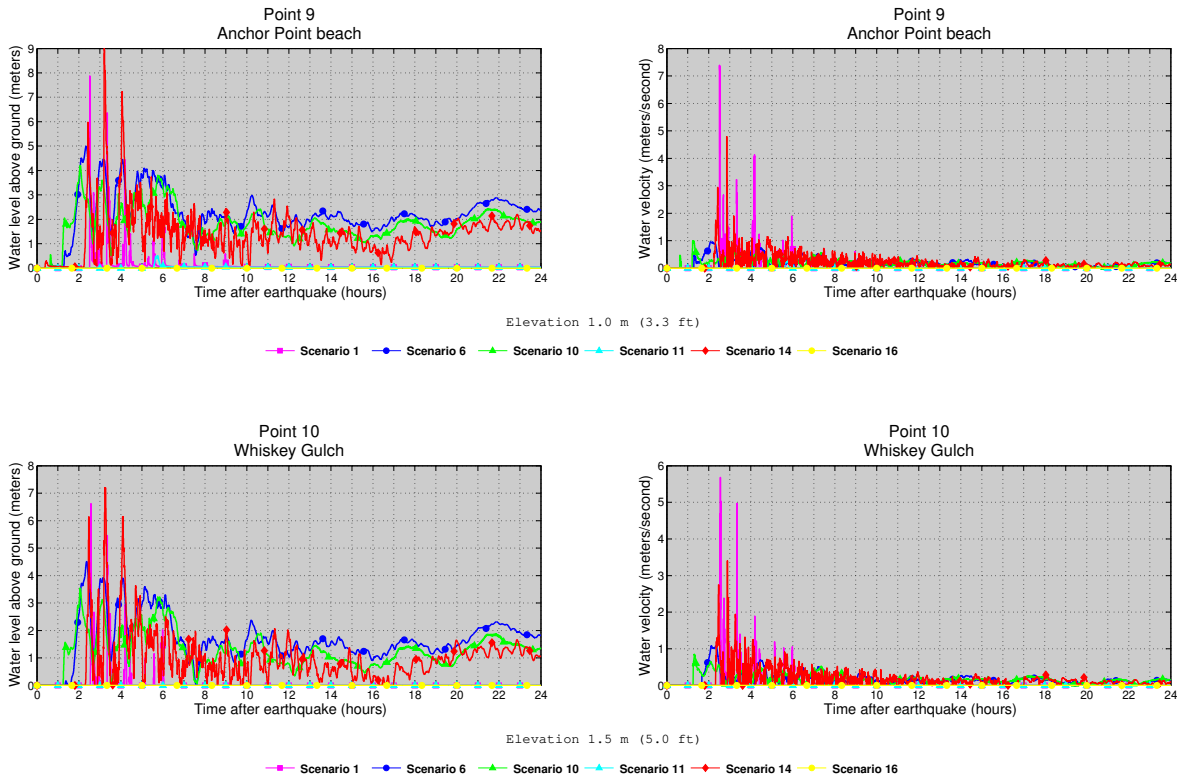 Point 9
Anchor Point beach
Water level above ground (meters)
9
8
7
6
5
4
3
2
1
0
0 2 4 6 8 10 12 14 16 18 20 22 24
Time after earthquake (hours)
Point 9
Anchor Point beach
Water velocity (meters/second)
8
7
6
5
4
3
2
1
0
0 2 4 6 8 10 12 14 16 18 20 22 24
Time after earthquake (hours)
Elevation 1.0 m (3.3 ft)
Scenario 1 Scenario 6 Scenario 10 Scenario 11 Scenario 14 Scenario 16
Point 10
Whiskey Gulch
Water level above ground (meters)
8
7
6
5
4
3
2
1
0
0 2 4 6 8 10 12 14 16 18 20 22 24
Time after earthquake (hours)
Point 10
Whiskey Gulch
Water velocity (meters/second)
6
5
4
3
2
1
0
0 2 4 6 8 10 12 14 16 18 20 22 24
Time after earthquake (hours)
Elevation 1.5 m (5.0 ft)
Scenario 1 Scenario 6 Scenario 10 Scenario 11 Scenario 14 Scenario 16